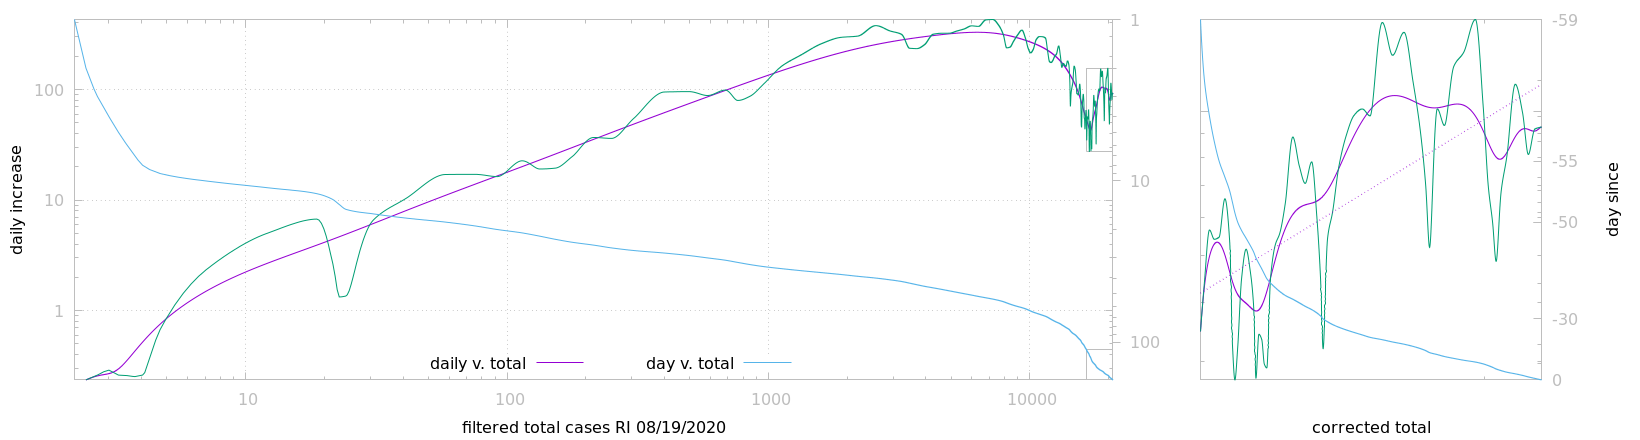 daily increase
100
10
1
10
100
1000
10000
filtered total cases RI 08/19/2020
daily v. total
day v. total
1
10
100
corrected total
-59
-55
-50
-30
0
day since